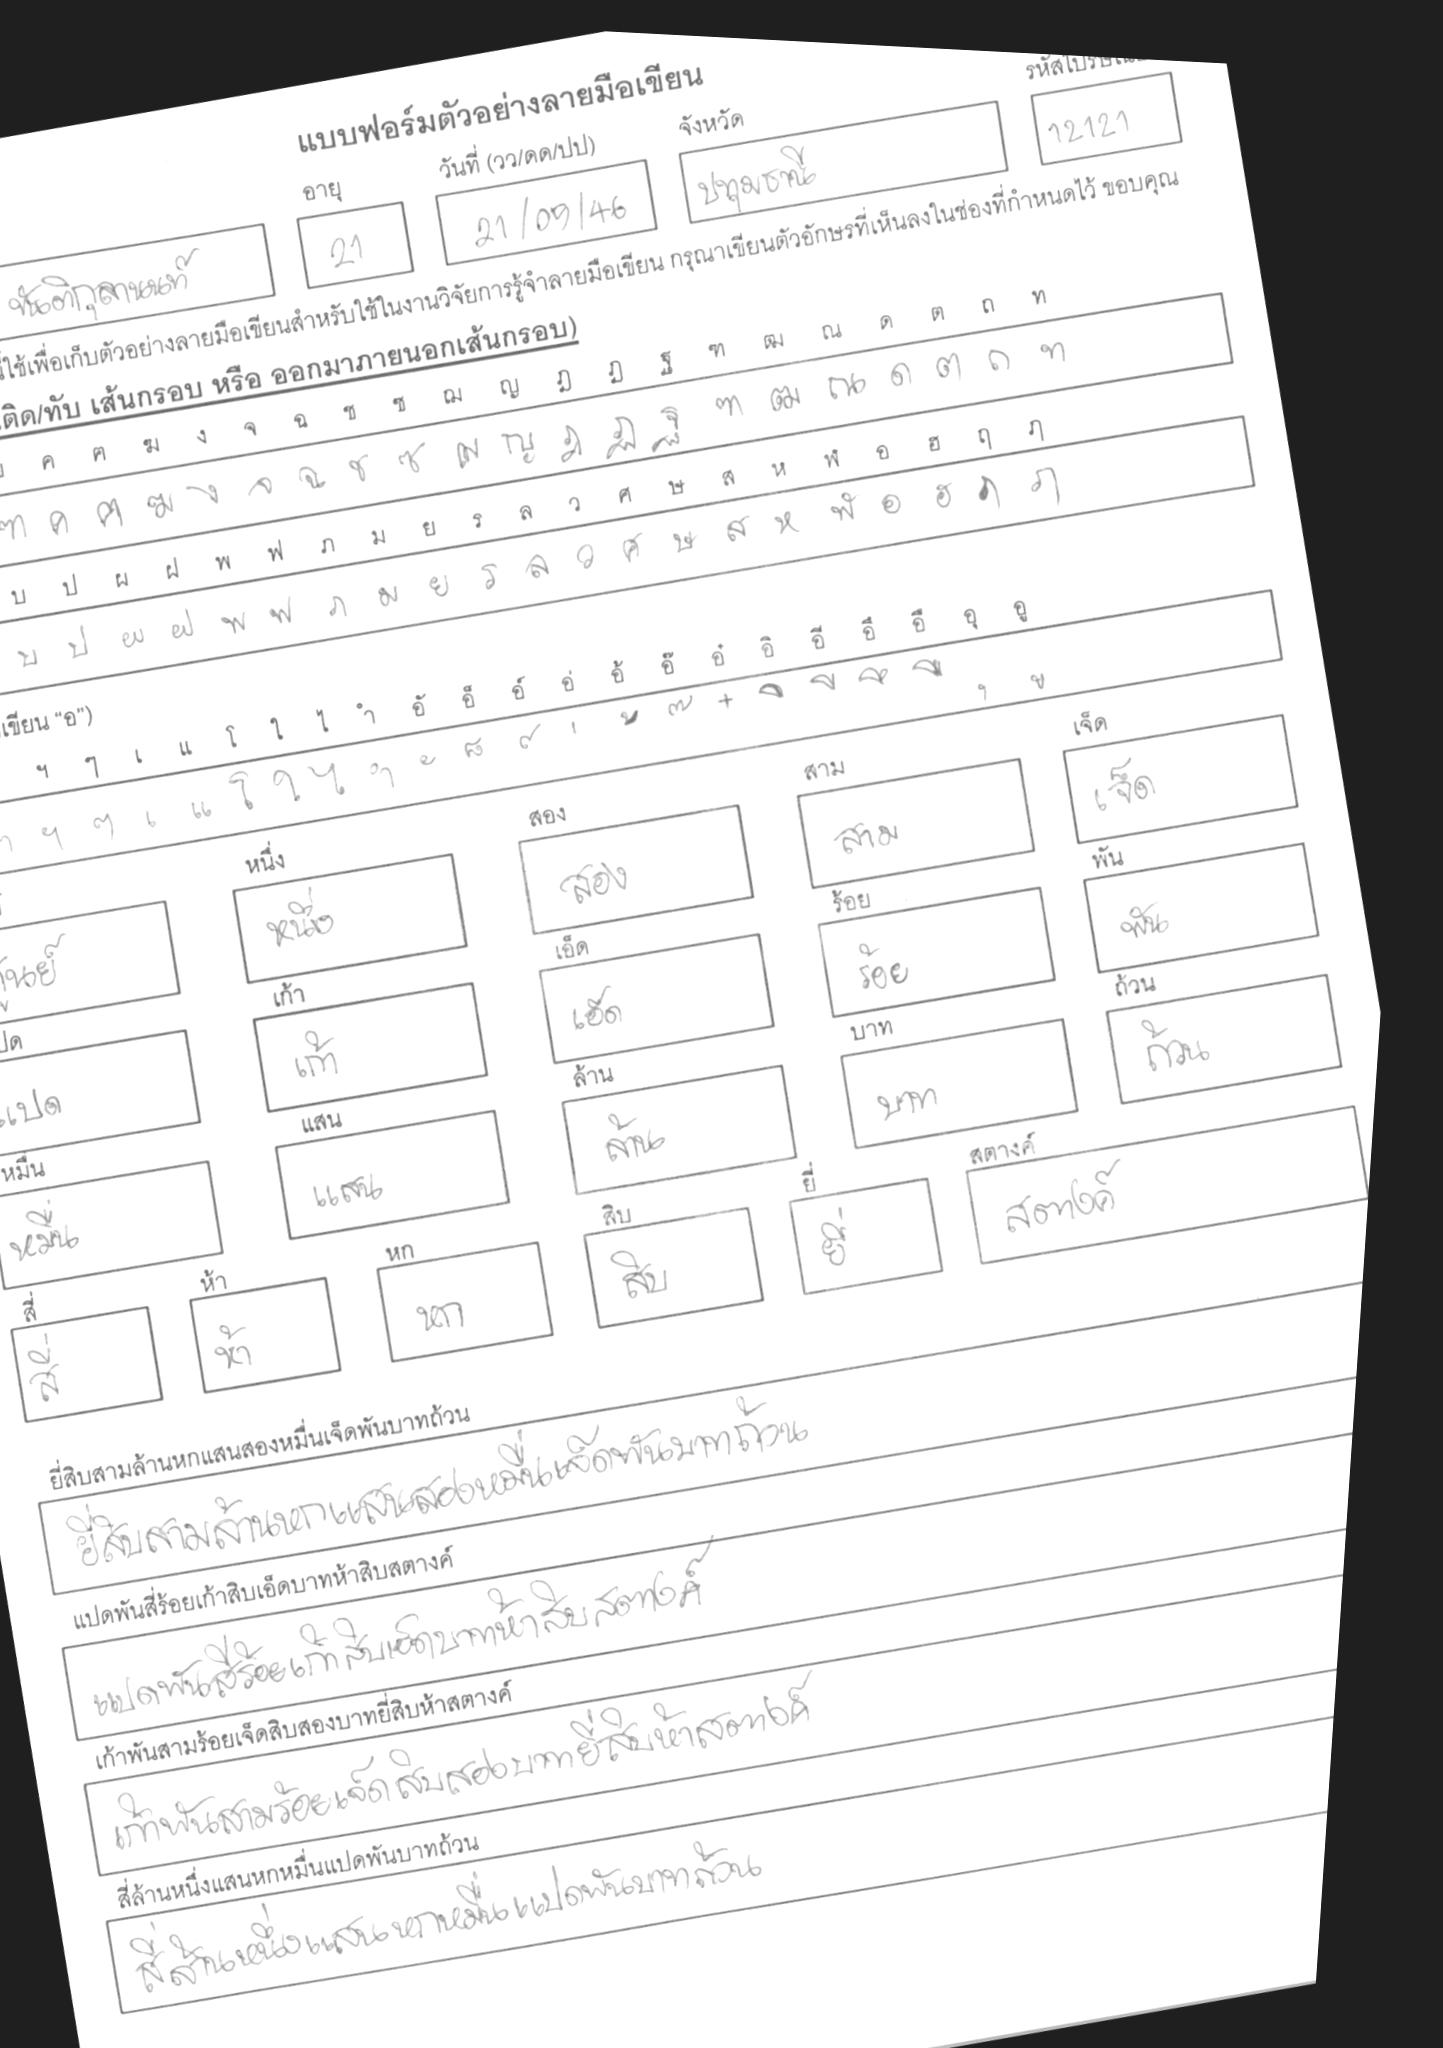 แบบฟอร์มตัวอย่างลายมือเขียน
อายุ วันที่ (วว/ดด/ปป) จังหวัด
21 21/09/46 ปทุมธานี 12121
ใช้เพื่อเก็บตัวอย่างลายมือเขียนสำหรับใช้ในงานวิจัยการรู้จำลายมือเขียน กรุณาเขียนตัวอักษรที่เห็นลงในช่องที่กำหนดไว้ ขอบคุณ
ติด/ทับ เส้นกรอบ หรือ ออกมาภายนอกเส้นกรอบ)
ค ฅ ฆ ง จ ฉ ช ซ ฌ ญ ฎ ฏ ฐ ฑ ฒ ณ ด ต ถ ท
ค ฅ ฆ ง จ ฉ ช ซ ฌ ญ ฎ ฏ ฐ ฑ ฒ ณ ด ต ถ ท
บ ป ผ ฝ พ ฟ ภ ม ย ร ล ว ศ ษ ส ห ฬ อ ฮ ฤ ฦ
บ ป ผ ฝ พ ฟ ภ ม ย ร ล ว ศ ษ ส ห ฬ อ ฮ ฤ ฦ
เขียน "อ")
ฯ ๆ เ แ โ ใ ไ ำ อั อ็ อ์ อ่ อ้ อ๊ อ๋ อิ อี อึ อื อุ อู
า ฯ ๆ เ แ โ ใ ไ ำ ั ็ ์ ่ ้ ๊ ๋ ิ ี ึ ื ุ ู
หนึ่ง สอง สาม เจ็ด
ศูนย์ หนึ่ง สอง สาม เจ็ด
เก้า เอ็ด ร้อย พัน
แปด เก้า เอ็ด ร้อย พัน
หมื่น แสน ล้าน บาท ถ้วน
หมื่น แสน ล้าน บาท ถ้วน
สี่ ห้า หก สิบ ยี่ สตางค์
สี่ ห้า หก สิบ ยี่ สตางค์
ยี่สิบสามล้านหกแสนสองหมื่นเจ็ดพันบาทถ้วน
ยี่สิบสามล้านหกแสนสองหมื่นเจ็ดพันบาทถ้วน
แปดพันสี่ร้อยเก้าสิบเอ็ดบาทห้าสิบสตางค์
แปดพันสี่ร้อยเก้าสิบเอ็ดบาทห้าสิบสตางค์
เก้าพันสามร้อยเจ็ดสิบสองบาทยี่สิบห้าสตางค์
เก้าพันสามร้อยเจ็ดสิบสองบาทยี่สิบห้าสตางค์
สี่ล้านหนึ่งแสนหกหมื่นแปดพันบาทถ้วน
สี่ล้านหนึ่งแสนหกหมื่นแปดพันบาทถ้วน